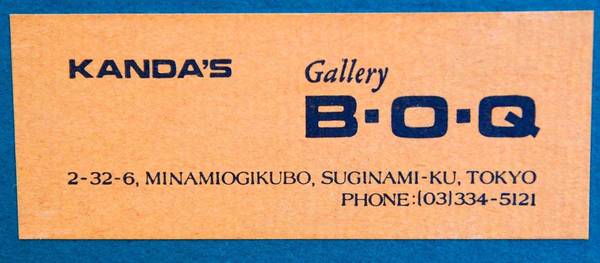 KANDA'S
Gallery
B·O·Q
2-32-6, MINAMIOGIKUBO, SUGINAMI-KU, TOKYO
PHONE:(03)334-5121